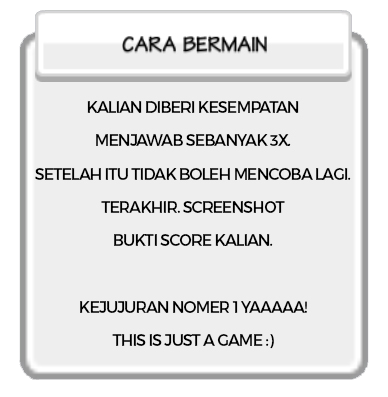 CARA BERMAIN
KALIAN DIBERI KESEMPATAN
MENJAWAB SEBANYAK 3X.
SETELAH ITU TIDAK BOLEH MENCOBA LAGI.
TERAKHIR. SCREENSHOT
BUKTI SCORE KALIAN.
KEJUJURAN NOMER 1 YAAAAA!
THIS IS JUST A GAME :)